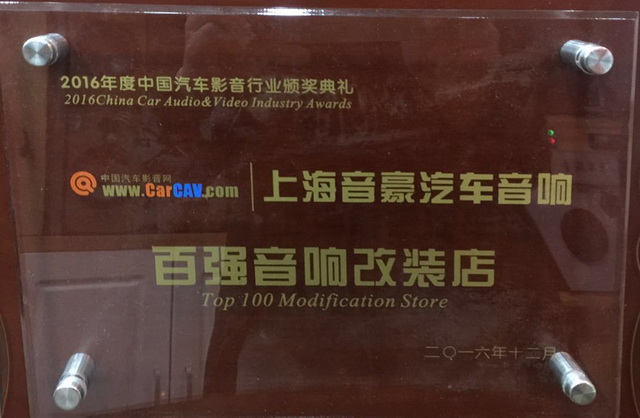 2016年度中国汽车影音行业颁奖典礼
2016China Car Audio&Video Industry Awards
中国汽车影音网
www.CarCAV.com
上海音豪汽车音响
百强音响改装店
Top 100 Modification Store
二〇一六年十二月